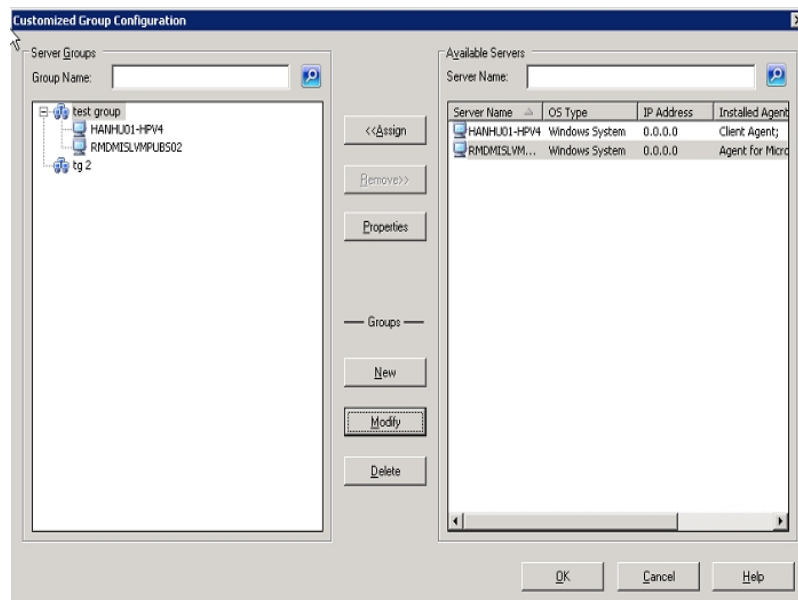 Customized Group Configuration
Server Groups
Group Name:
test group
HANHU01-HPV4
RMDMISLVMPUBS02
tg 2
<<Assign
Remove>>
Properties
Groups
New
Modify
Delete
Available Servers
Server Name:
Server Name OS Type IP Address Installed Agent
HANHU01-HPV4 Windows System 0.0.0.0 Client Agent;
RMDMISLVM... Windows System 0.0.0.0 Agent for Micro
OK Cancel Help